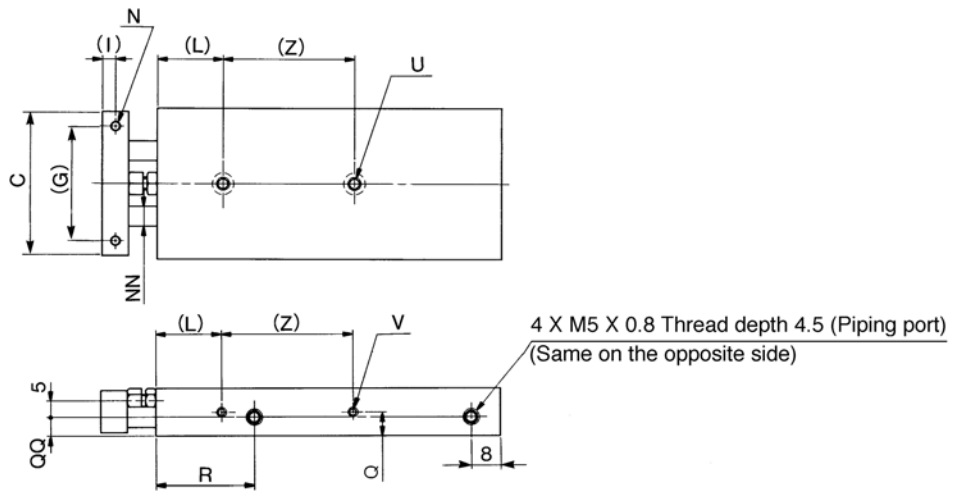 N
(I)
(L)
(Z)
U
C
(G)
NN
(L)
(Z)
V
4 X M5 X 0.8 Thread depth 4.5 (Piping port)
(Same on the opposite side)
5
QQ
R
Q
8